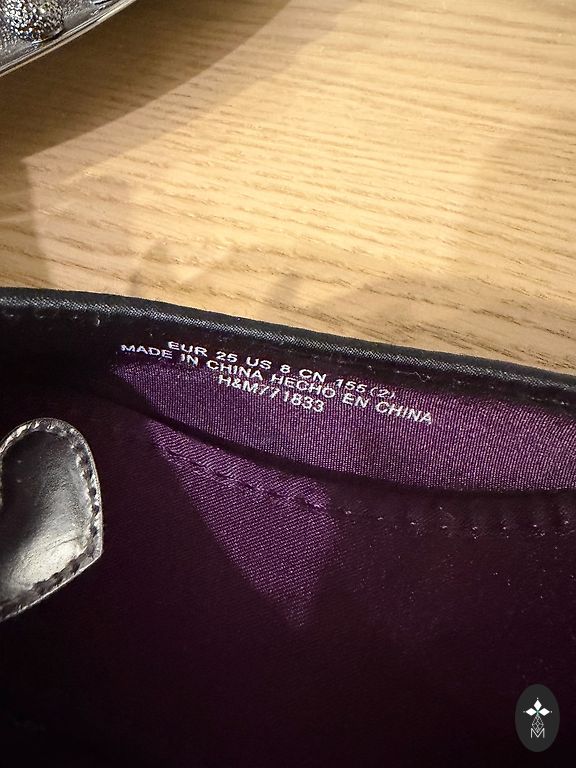 EUR 25 US 8 CN 155(2)
MADE IN CHINA HECHO EN CHINA
H&M771833
M